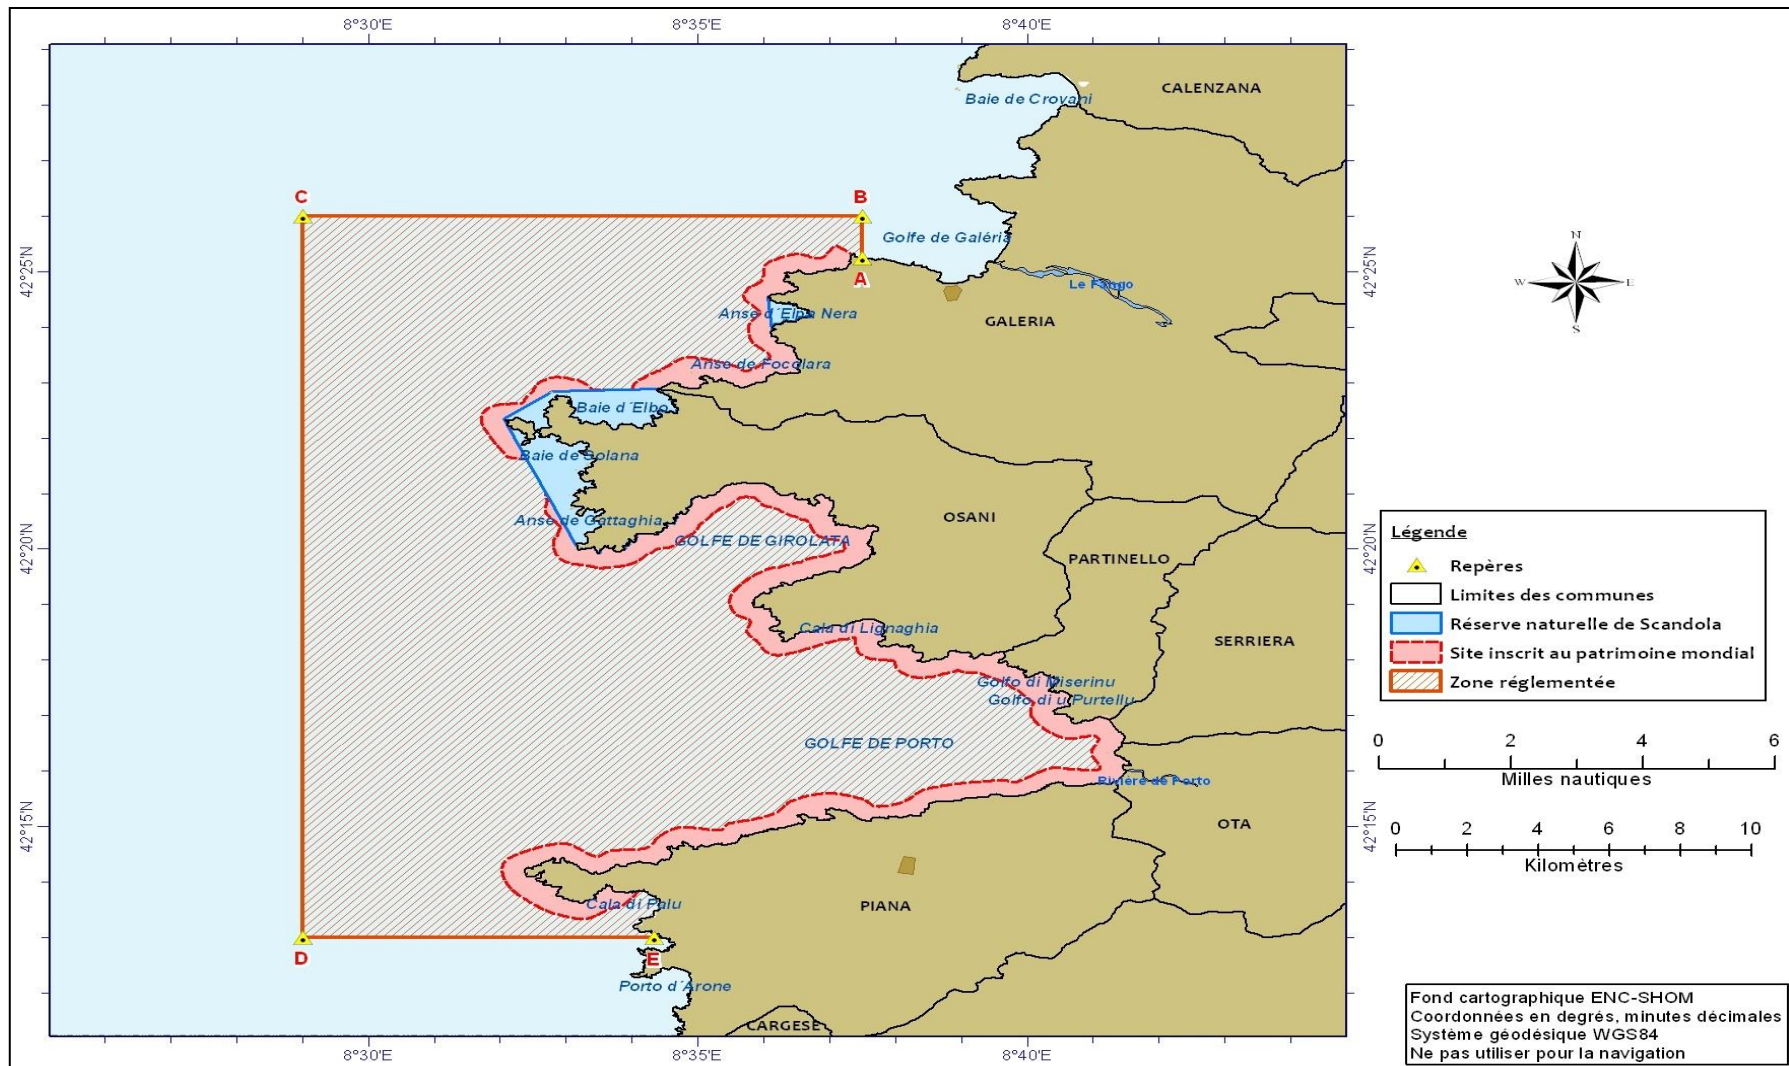 8°30'E
8°35'E
8°40'E
CALENZANA
Baie de Crovani
C
B
Golfe de Galéria
42°25'N
42°25'N
A
Le Fango
Anse d'Elpa Nera
GALERIA
Anse de Focolara
Baie d'Elbo
Baie de Solana
Anse de Gattaghia
OSANI
GOLFE DE GIROLATA
42°20'N
42°20'N
PARTINELLO
Cala di Lignaghia
SERRIERA
Golfo di Miserinu
Golfo di u Purtellu
GOLFE DE PORTO
Rivière de Porto
42°15'N
42°15'N
OTA
Cala di Palu
PIANA
D
E
Porto d'Arone
CARGESE
8°30'E
8°35'E
8°40'E
N
W
E
S
Légende
Repères
Limites des communes
Réserve naturelle de Scandola
Site inscrit au patrimoine mondial
Zone réglementée
0 2 4 6
Milles nautiques
0 2 4 6 8 10
Kilomètres
Fond cartographique ENC-SHOM
Coordonnées en degrés, minutes décimales
Système géodésique WGS84
Ne pas utiliser pour la navigation